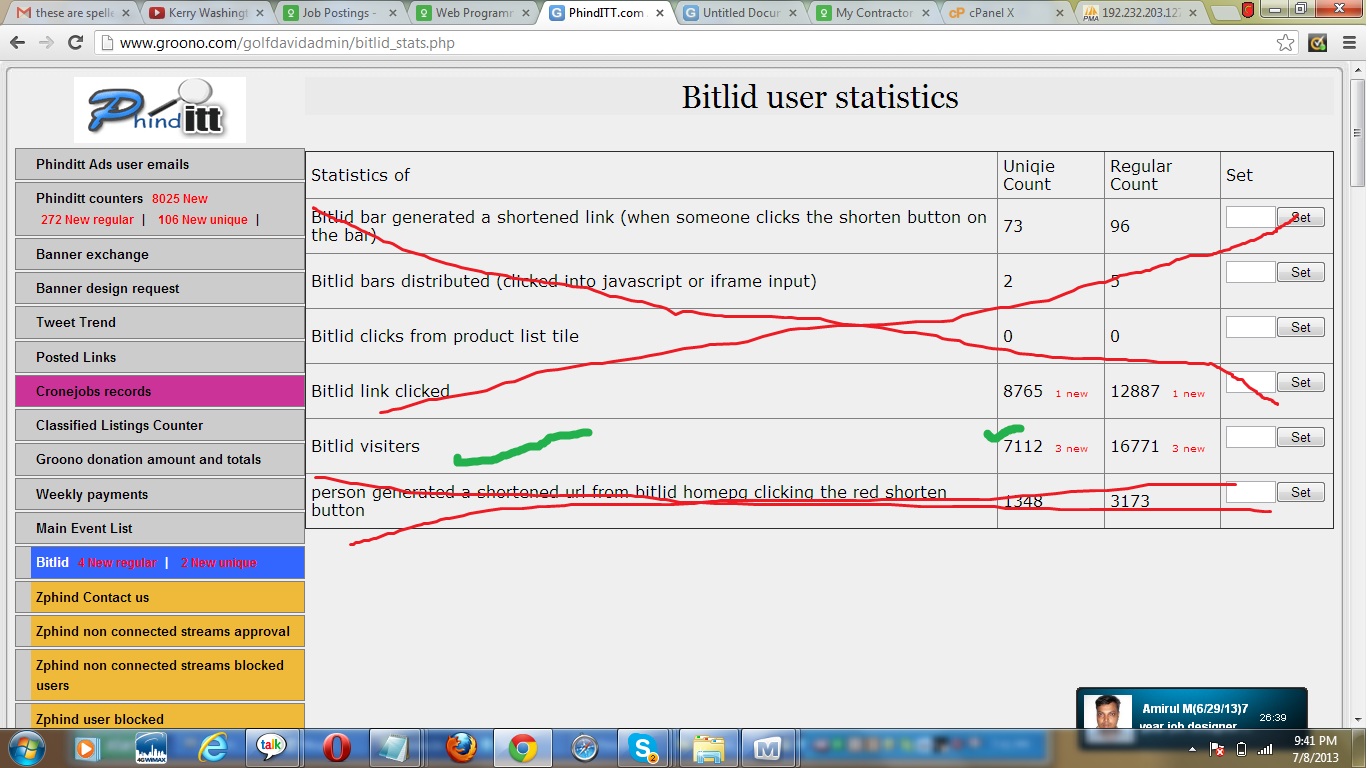 these are spelle
Kerry Washingt
Job Postings -
Web Programm
PhindITT.com
Untitled Docur
My Contractor
cPanel X
192.232.203.127
www.groono.com/golfdavidadmin/bitlid_stats.php
Phinditt
Bitlid user statistics
Phinditt Ads user emails
Phinditt counters 8025 New
272 New regular | 106 New unique |
Banner exchange
Banner design request
Tweet Trend
Posted Links
Cronejobs records
Classified Listings Counter
Groono donation amount and totals
Weekly payments
Main Event List
Bitlid 4 New regular | 2 New unique
Zphind Contact us
Zphind non connected streams approval
Zphind non connected streams blocked
users
Zphind user blocked
Statistics of
Uniqie
Count
Regular
Count
Set
Bitlid bar generated a shortened link (when someone clicks the shorten button on
the bar)
73
96
Set
Bitlid bars distributed (clicked into javascript or iframe input)
2
5
Set
Bitlid clicks from product list tile
0
0
Set
Bitlid link clicked
8765 1 new
12887 1 new
Set
Bitlid visiters
7112 3 new
16771 3 new
Set
person generated a shortened url from bitlid homepg clicking the red shorten
button
1348
3173
Set
Amirul M(6/29/13)7
year job designer
26:39
4G WIMAX
talk
2
9:41 PM
7/8/2013